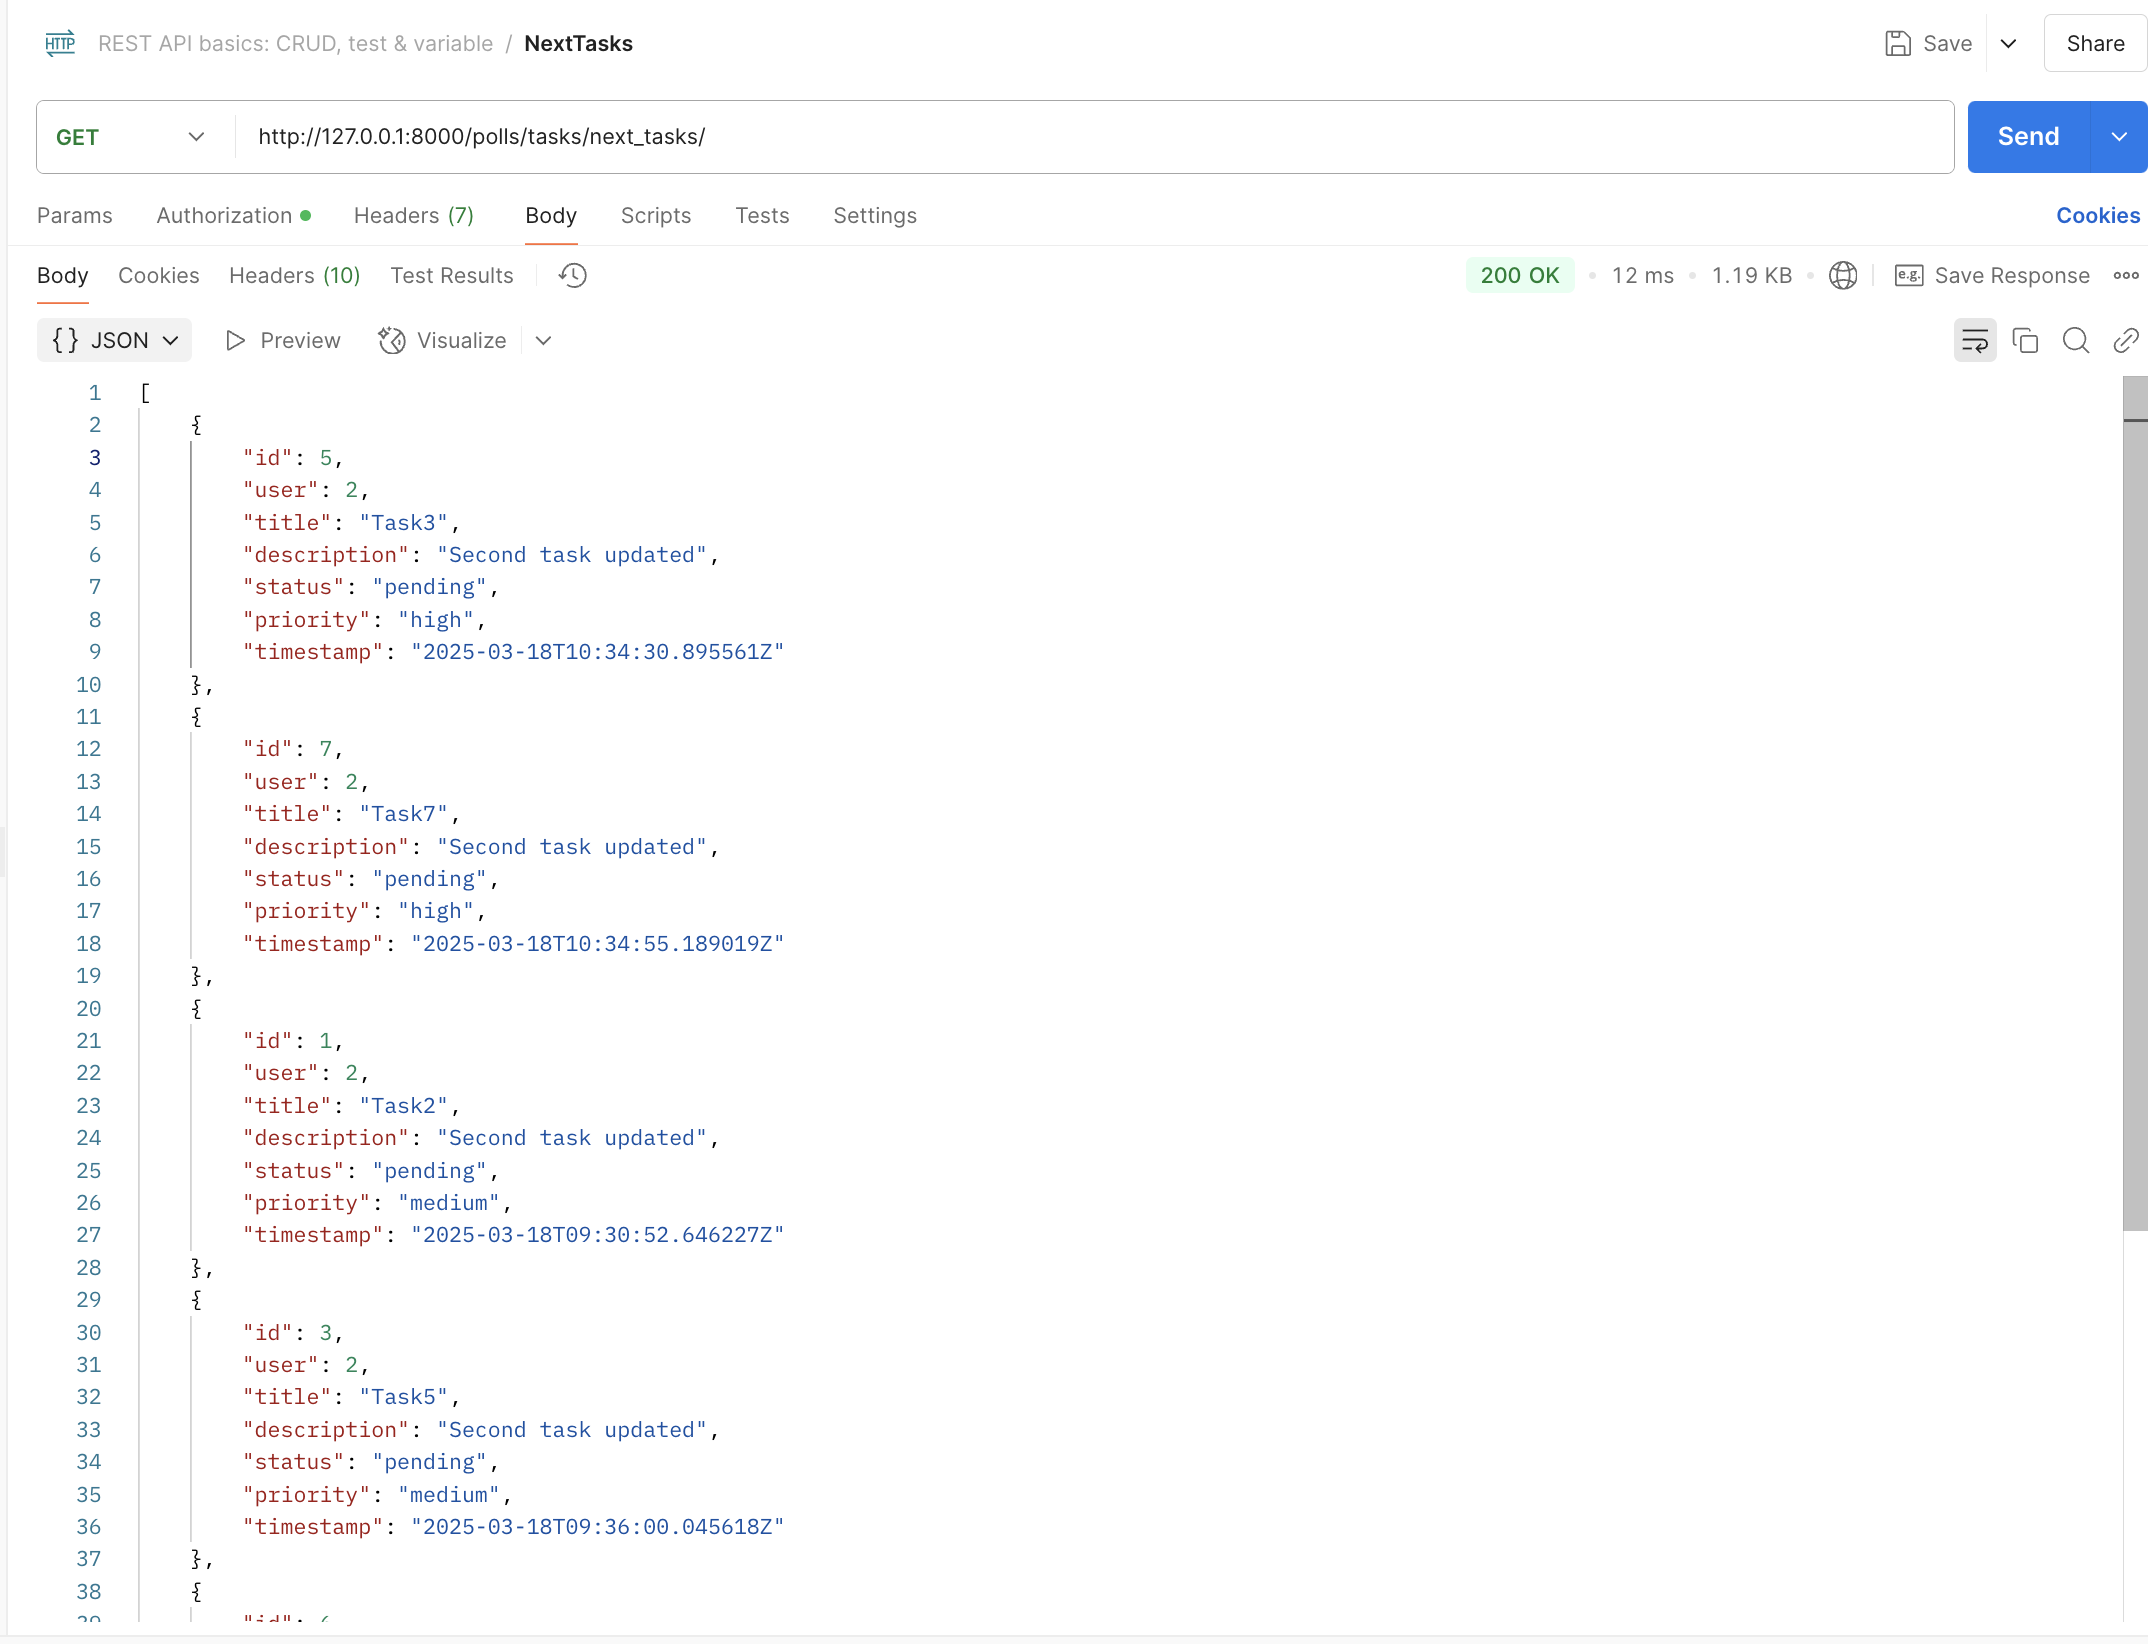 HTTP REST API basics: CRUD, test & variable / NextTasks Save Share
GET http://127.0.0.1:8000/polls/tasks/next_tasks/ Send
Params Authorization Headers (7) Body Scripts Tests Settings Cookies
Body Cookies Headers (10) Test Results 200 OK • 12 ms • 1.19 KB • e.g. Save Response
{} JSON Preview Visualize
1 [
2 {
3 "id": 5,
4 "user": 2,
5 "title": "Task3",
6 "description": "Second task updated",
7 "status": "pending",
8 "priority": "high",
9 "timestamp": "2025-03-18T10:34:30.895561Z"
10 },
11 {
12 "id": 7,
13 "user": 2,
14 "title": "Task7",
15 "description": "Second task updated",
16 "status": "pending",
17 "priority": "high",
18 "timestamp": "2025-03-18T10:34:55.189019Z"
19 },
20 {
21 "id": 1,
22 "user": 2,
23 "title": "Task2",
24 "description": "Second task updated",
25 "status": "pending",
26 "priority": "medium",
27 "timestamp": "2025-03-18T09:30:52.646227Z"
28 },
29 {
30 "id": 3,
31 "user": 2,
32 "title": "Task5",
33 "description": "Second task updated",
34 "status": "pending",
35 "priority": "medium",
36 "timestamp": "2025-03-18T09:36:00.045618Z"
37 },
38 {
39 "id":